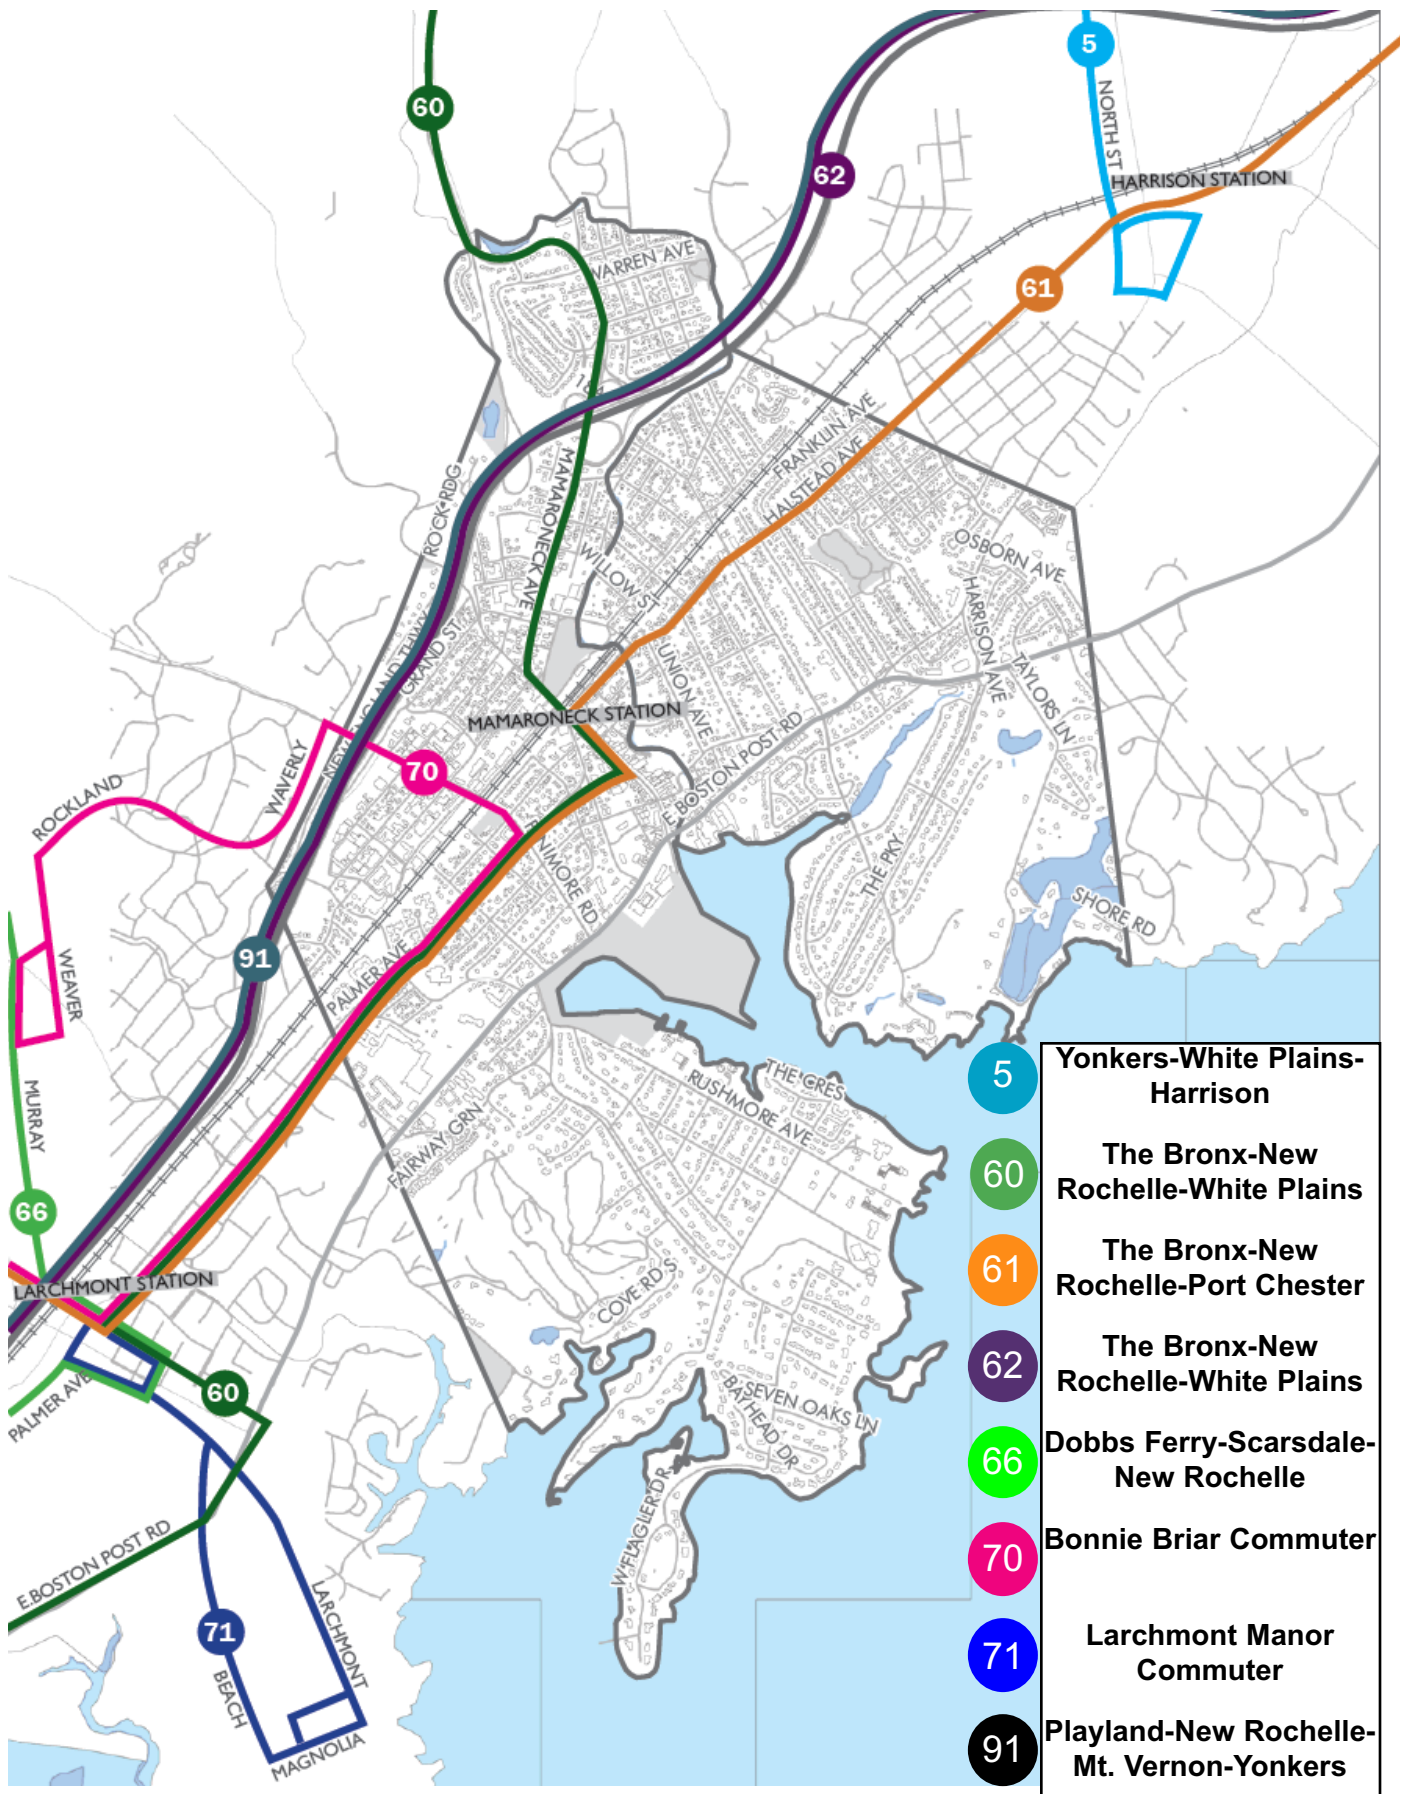 5
60
NORTH ST
62
HARRISON STATION
WARREN AVE
61
FRANKLIN AVE
HALSTEAD AVE
ROCK RDG
MAMARONECK AVE
WILLOW ST
OSBORN AVE
HARRISON AVE
NEW ENGLAND THWY
GRAND ST
UNION AVE
TAYLORS LN
MAMARONECK STATION
E. BOSTON POST RD
70
WAVERLY
ROCKLAND
FENIMORE RD
THE PKY
SHORE RD
91
WEAVER
PALMER AVE
THE CRES
RUSHMORE AVE
MURRAY
FAIRWAY GRN
66
LARCHMONT STATION
COVE RD S
PALMER AVE
60
SEVEN OAKS LN
BAYHEAD DR
W FLAGLER DR
E.BOSTON POST RD
71
LARCHMONT
BEACH
MAGNOLIA
5
Yonkers-White Plains-
Harrison
60
The Bronx-New
Rochelle-White Plains
61
The Bronx-New
Rochelle-Port Chester
62
The Bronx-New
Rochelle-White Plains
66
Dobbs Ferry-Scarsdale-
New Rochelle
70
Bonnie Briar Commuter
71
Larchmont Manor
Commuter
91
Playland-New Rochelle-
Mt. Vernon-Yonkers